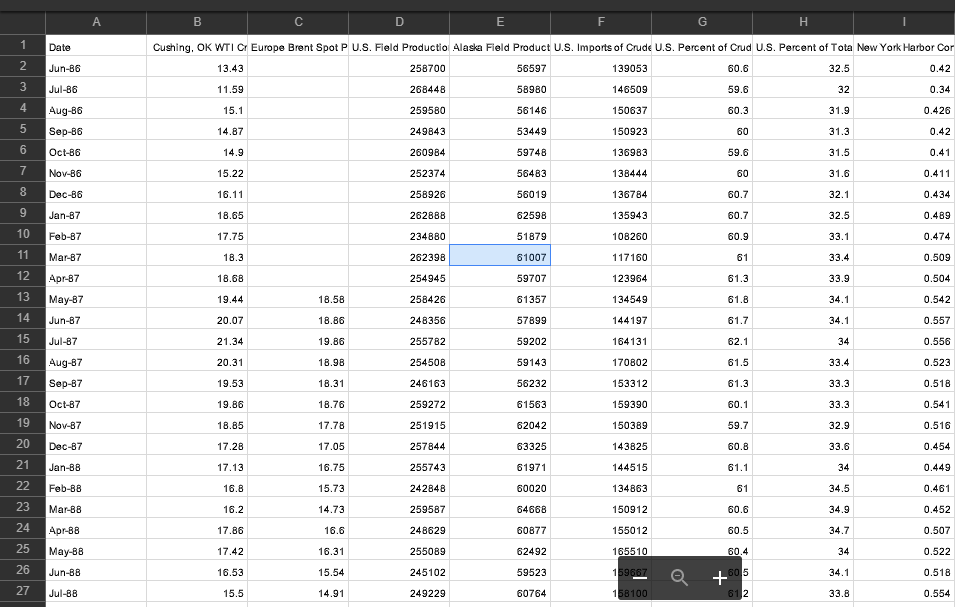 A B C D E F G H I
1 Date Cushing, OK WTI Cr Europe Brent Spot P U.S. Field Productio Alaska Field Product U.S. Imports of Crude U.S. Percent of Crud U.S. Percent of Tota New York Harbor Cor
2 Jun-86 13.43 258700 56597 139053 60.6 32.5 0.42
3 Jul-86 11.59 268448 58980 146509 59.6 32 0.34
4 Aug-86 15.1 259580 56146 150637 60.3 31.9 0.426
5 Sep-86 14.87 249843 53449 150923 60 31.3 0.42
6 Oct-86 14.9 260984 59748 136983 59.6 31.5 0.41
7 Nov-86 15.22 252374 56483 138444 60 31.6 0.411
8 Dec-86 16.11 258926 56019 136784 60.7 32.1 0.434
9 Jan-87 18.65 262888 62598 135943 60.7 32.5 0.489
10 Feb-87 17.75 234880 51879 108260 60.9 33.1 0.474
11 Mar-87 18.3 262398 61007 117160 61 33.4 0.509
12 Apr-87 18.68 254945 59707 123964 61.3 33.9 0.504
13 May-87 19.44 18.58 258426 61357 134549 61.8 34.1 0.542
14 Jun-87 20.07 18.86 248356 57899 144197 61.7 34.1 0.557
15 Jul-87 21.34 19.86 255782 59202 164131 62.1 34 0.556
16 Aug-87 20.31 18.98 254508 59143 170802 61.5 33.4 0.523
17 Sep-87 19.53 18.31 246163 56232 153312 61.3 33.3 0.518
18 Oct-87 19.86 18.76 259272 61563 159390 60.1 33.3 0.541
19 Nov-87 18.85 17.78 251915 62042 150389 59.7 32.9 0.516
20 Dec-87 17.28 17.05 257844 63325 143825 60.8 33.6 0.454
21 Jan-88 17.13 16.75 255743 61971 144515 61.1 34 0.449
22 Feb-88 16.8 15.73 242848 60020 134863 61 34.5 0.461
23 Mar-88 16.2 14.73 259587 64668 150912 60.6 34.9 0.452
24 Apr-88 17.86 16.6 248629 60877 155012 60.5 34.7 0.507
25 May-88 17.42 16.31 255089 62492 165510 60.4 34 0.522
26 Jun-88 16.53 15.54 245102 59523 159667 60.5 34.1 0.518
27 Jul-88 15.5 14.91 249229 60764 158100 61.2 33.8 0.554